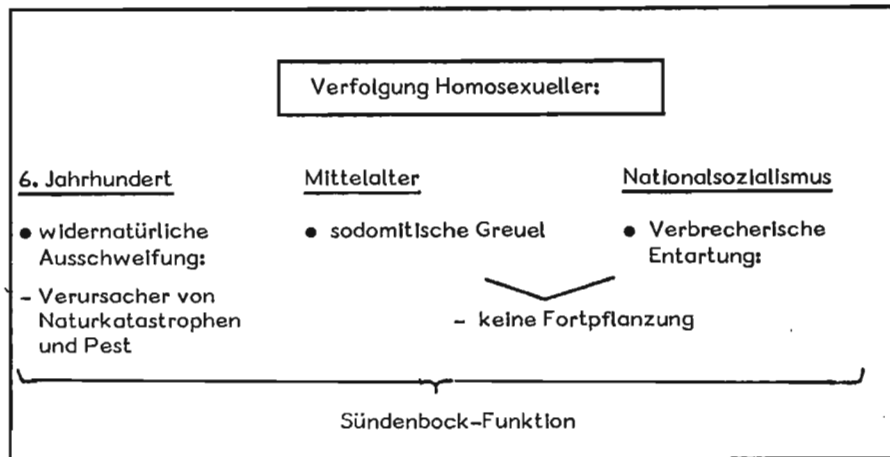 Verfolgung Homosexueller:
6. Jahrhundert
● widernatürliche
Ausschweifung:
- Verursacher von
Naturkatastrophen
und Pest
Mittelalter
● sodomitische Greuel
Nationalsozialismus
● Verbrecherische
Entartung:
- keine Fortpflanzung
Sündenbock-Funktion